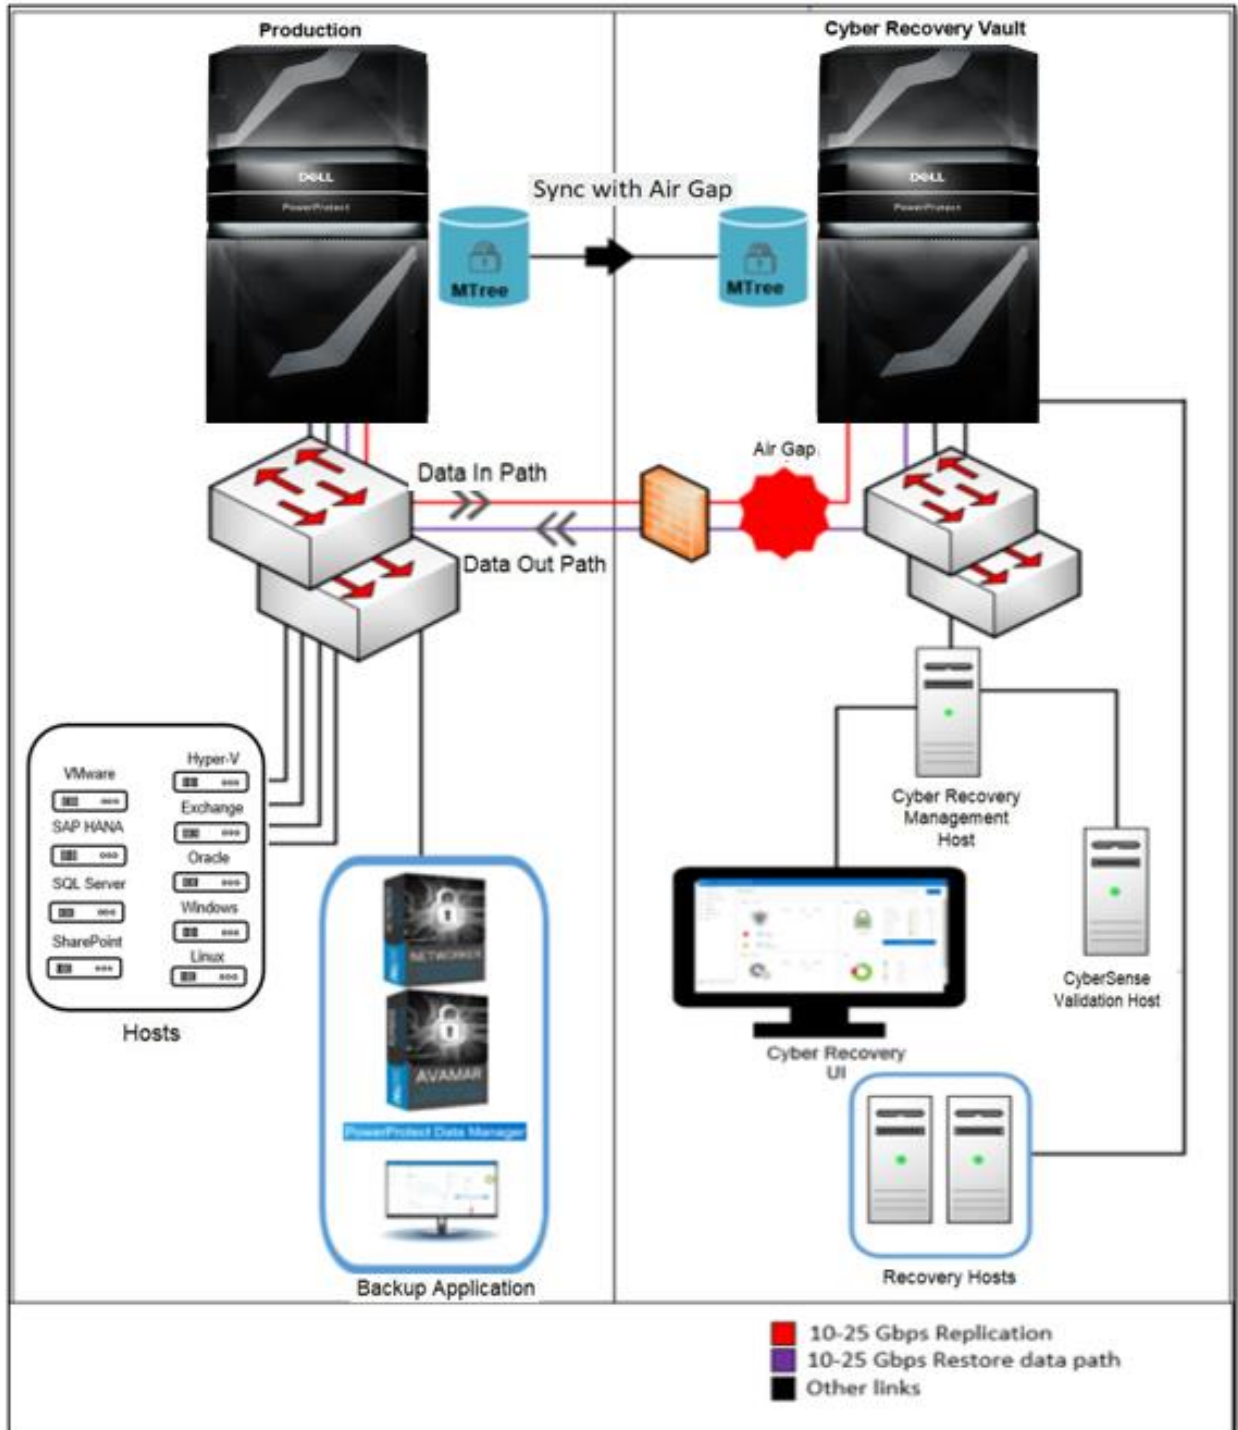 Production
Cyber Recovery Vault
DELL
PowerProtect
DELL
PowerProtect
Sync with Air Gap
MTree
MTree
Air Gap
Data In Path
Data Out Path
Hyper-V
VMware
Exchange
SAP HANA
Oracle
SQL Server
Windows
SharePoint
Linux
Hosts
NETWORKER
AVAMAR
PowerProtect Data Manager
Backup Application
Cyber Recovery
Management
Host
CyberSense
Validation Host
Cyber Recovery
UI
Recovery Hosts
10-25 Gbps Replication
10-25 Gbps Restore data path
Other links